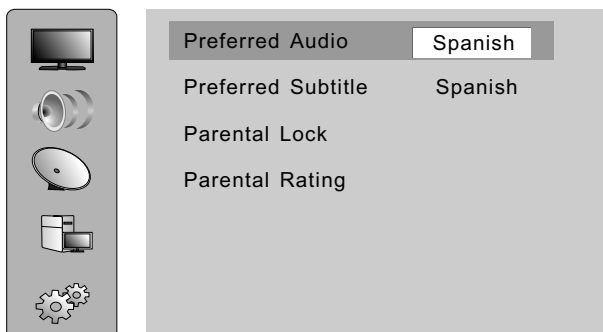 Preferred Audio Spanish
Preferred Subtitle Spanish
Parental Lock
Parental Rating